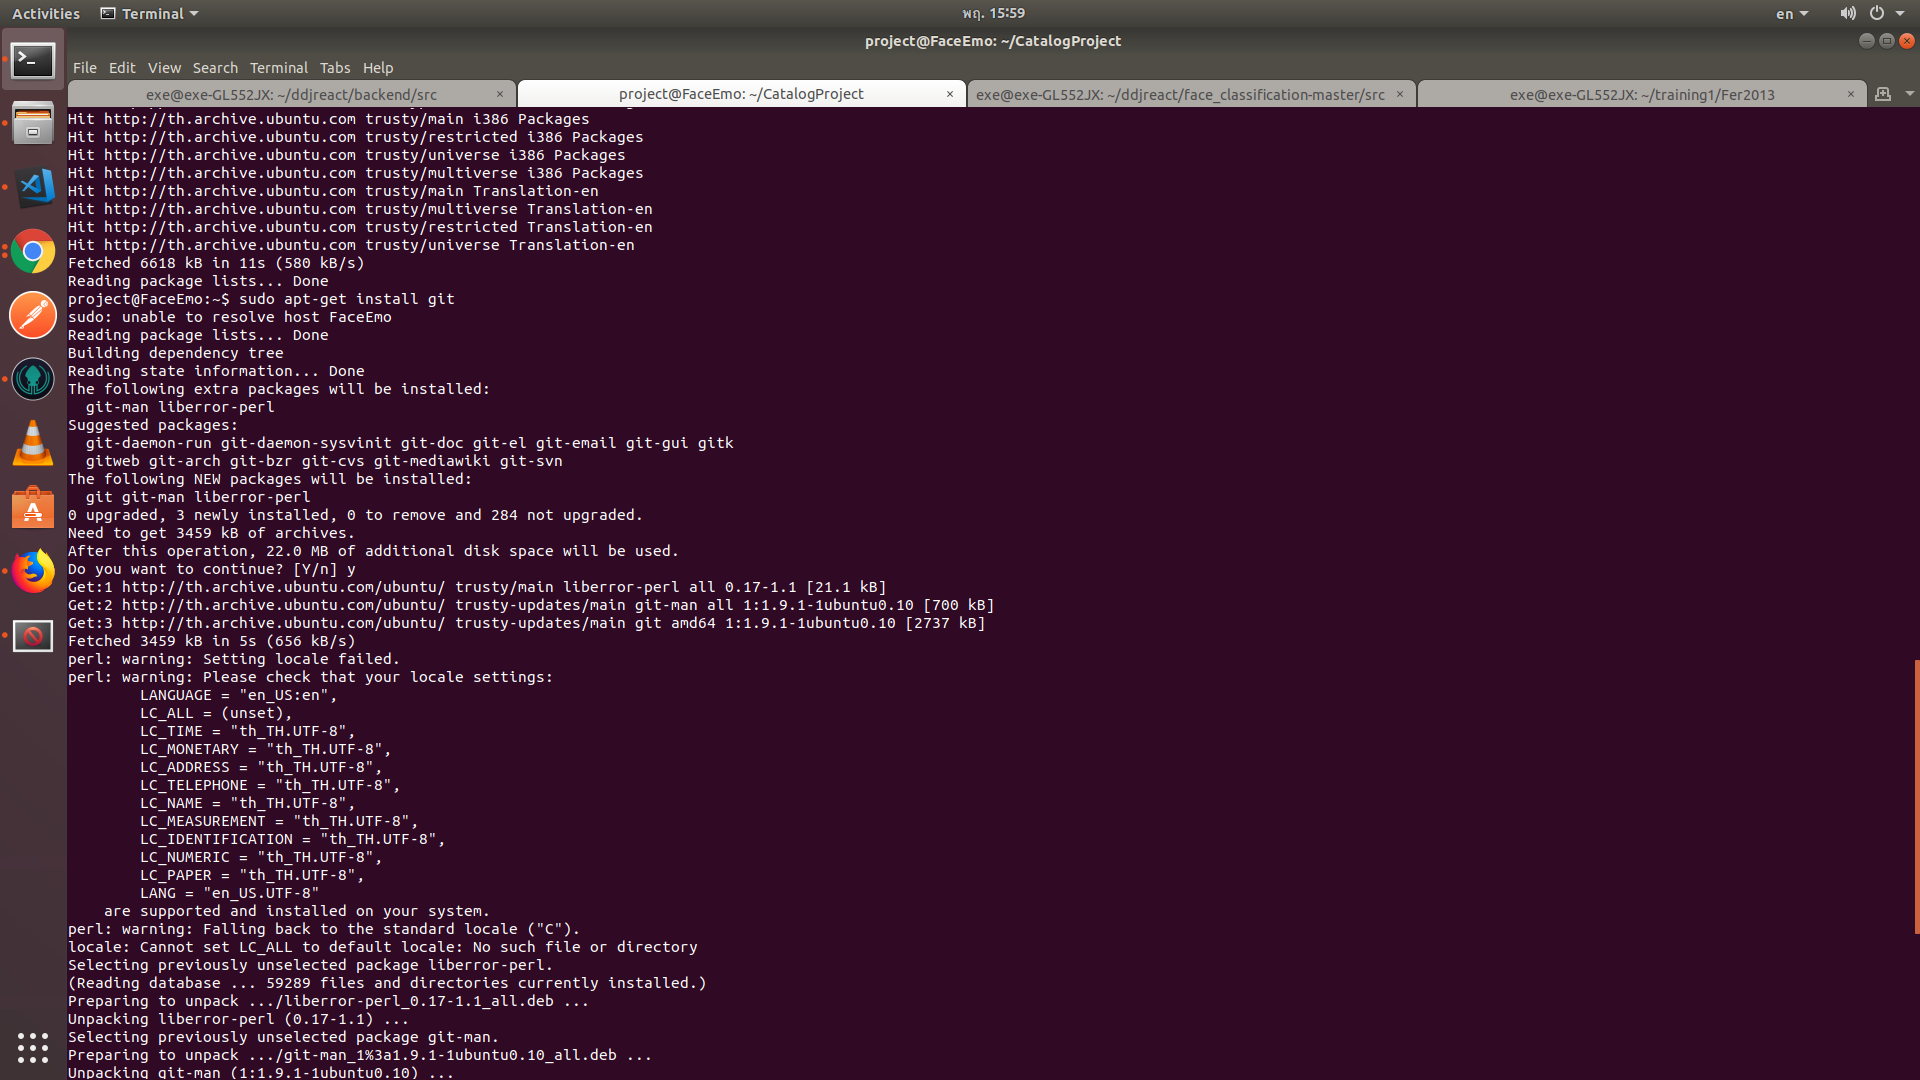 Activities Terminal พฤ. 15:59 en
project@FaceEmo: ~/CatalogProject
File Edit View Search Terminal Tabs Help
exe@exe-GL552JX: ~/ddjreact/backend/src × project@FaceEmo: ~/CatalogProject × exe@exe-GL552JX: ~/ddjreact/face_classification-master/src × exe@exe-GL552JX: ~/training1/Fer2013 ×
Hit http://th.archive.ubuntu.com trusty/main i386 Packages
Hit http://th.archive.ubuntu.com trusty/restricted i386 Packages
Hit http://th.archive.ubuntu.com trusty/universe i386 Packages
Hit http://th.archive.ubuntu.com trusty/multiverse i386 Packages
Hit http://th.archive.ubuntu.com trusty/main Translation-en
Hit http://th.archive.ubuntu.com trusty/multiverse Translation-en
Hit http://th.archive.ubuntu.com trusty/restricted Translation-en
Hit http://th.archive.ubuntu.com trusty/universe Translation-en
Fetched 6618 kB in 11s (580 kB/s)
Reading package lists... Done
project@FaceEmo:~$ sudo apt-get install git
sudo: unable to resolve host FaceEmo
Reading package lists... Done
Building dependency tree
Reading state information... Done
The following extra packages will be installed:
  git-man liberror-perl
Suggested packages:
  git-daemon-run git-daemon-sysvinit git-doc git-el git-email git-gui gitk
  gitweb git-arch git-bzr git-cvs git-mediawiki git-svn
The following NEW packages will be installed:
  git git-man liberror-perl
0 upgraded, 3 newly installed, 0 to remove and 284 not upgraded.
Need to get 3459 kB of archives.
After this operation, 22.0 MB of additional disk space will be used.
Do you want to continue? [Y/n] y
Get:1 http://th.archive.ubuntu.com/ubuntu/ trusty/main liberror-perl all 0.17-1.1 [21.1 kB]
Get:2 http://th.archive.ubuntu.com/ubuntu/ trusty-updates/main git-man all 1:1.9.1-1ubuntu0.10 [700 kB]
Get:3 http://th.archive.ubuntu.com/ubuntu/ trusty-updates/main git amd64 1:1.9.1-1ubuntu0.10 [2737 kB]
Fetched 3459 kB in 5s (656 kB/s)
perl: warning: Setting locale failed.
perl: warning: Please check that your locale settings:
        LANGUAGE = "en_US:en",
        LC_ALL = (unset),
        LC_TIME = "th_TH.UTF-8",
        LC_MONETARY = "th_TH.UTF-8",
        LC_ADDRESS = "th_TH.UTF-8",
        LC_TELEPHONE = "th_TH.UTF-8",
        LC_NAME = "th_TH.UTF-8",
        LC_MEASUREMENT = "th_TH.UTF-8",
        LC_IDENTIFICATION = "th_TH.UTF-8",
        LC_NUMERIC = "th_TH.UTF-8",
        LC_PAPER = "th_TH.UTF-8",
        LANG = "en_US.UTF-8"
    are supported and installed on your system.
perl: warning: Falling back to the standard locale ("C").
locale: Cannot set LC_ALL to default locale: No such file or directory
Selecting previously unselected package liberror-perl.
(Reading database ... 59289 files and directories currently installed.)
Preparing to unpack .../liberror-perl_0.17-1.1_all.deb ...
Unpacking liberror-perl (0.17-1.1) ...
Selecting previously unselected package git-man.
Preparing to unpack .../git-man_1%3a1.9.1-1ubuntu0.10_all.deb ...
Unpacking git-man (1:1.9.1-1ubuntu0.10) ...